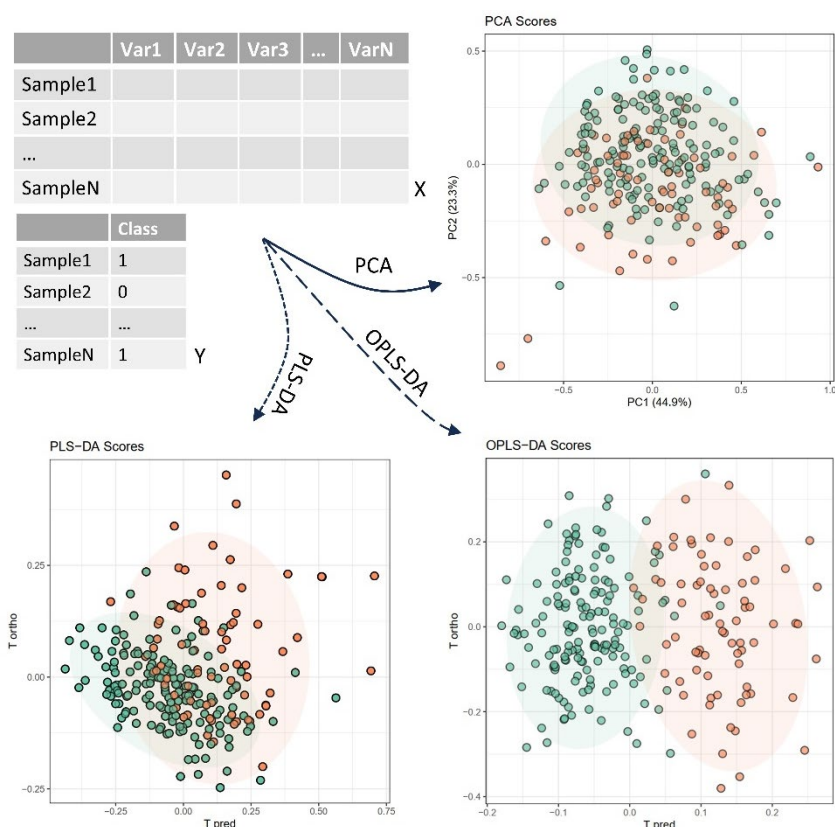 Var1 Var2 Var3 ... VarN
Sample1
Sample2
...
SampleN
X
Class
Sample1 1
Sample2 0
... ...
SampleN 1
Y
PCA
OPLS-DA
PLS-DA
PCA Scores
0.5
0.0
−0.5
PC2 (23.3%)
−0.5 0.0 0.5 1.0
PC1 (44.9%)
PLS−DA Scores
0.25
0.00
−0.25
T ortho
−0.25 0.00 0.25 0.50 0.75
T pred
OPLS−DA Scores
0.2
0.0
−0.2
−0.4
T ortho
−0.2 −0.1 0.0 0.1 0.2
T pred